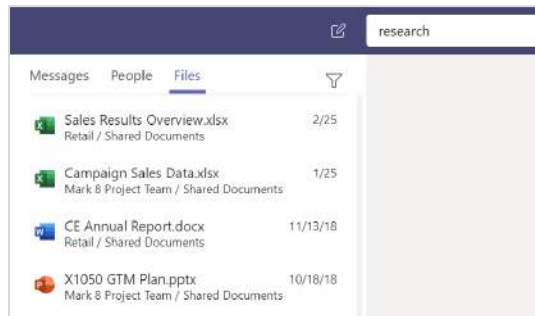 research
Messages People Files
Sales Results Overview.xlsx 2/25
Retail / Shared Documents
Campaign Sales Data.xlsx 1/25
Mark 8 Project Team / Shared Documents
CE Annual Report.docx 11/13/18
Retail / Shared Documents
X1050 GTM Plan.pptx 10/18/18
Mark 8 Project Team / Shared Documents